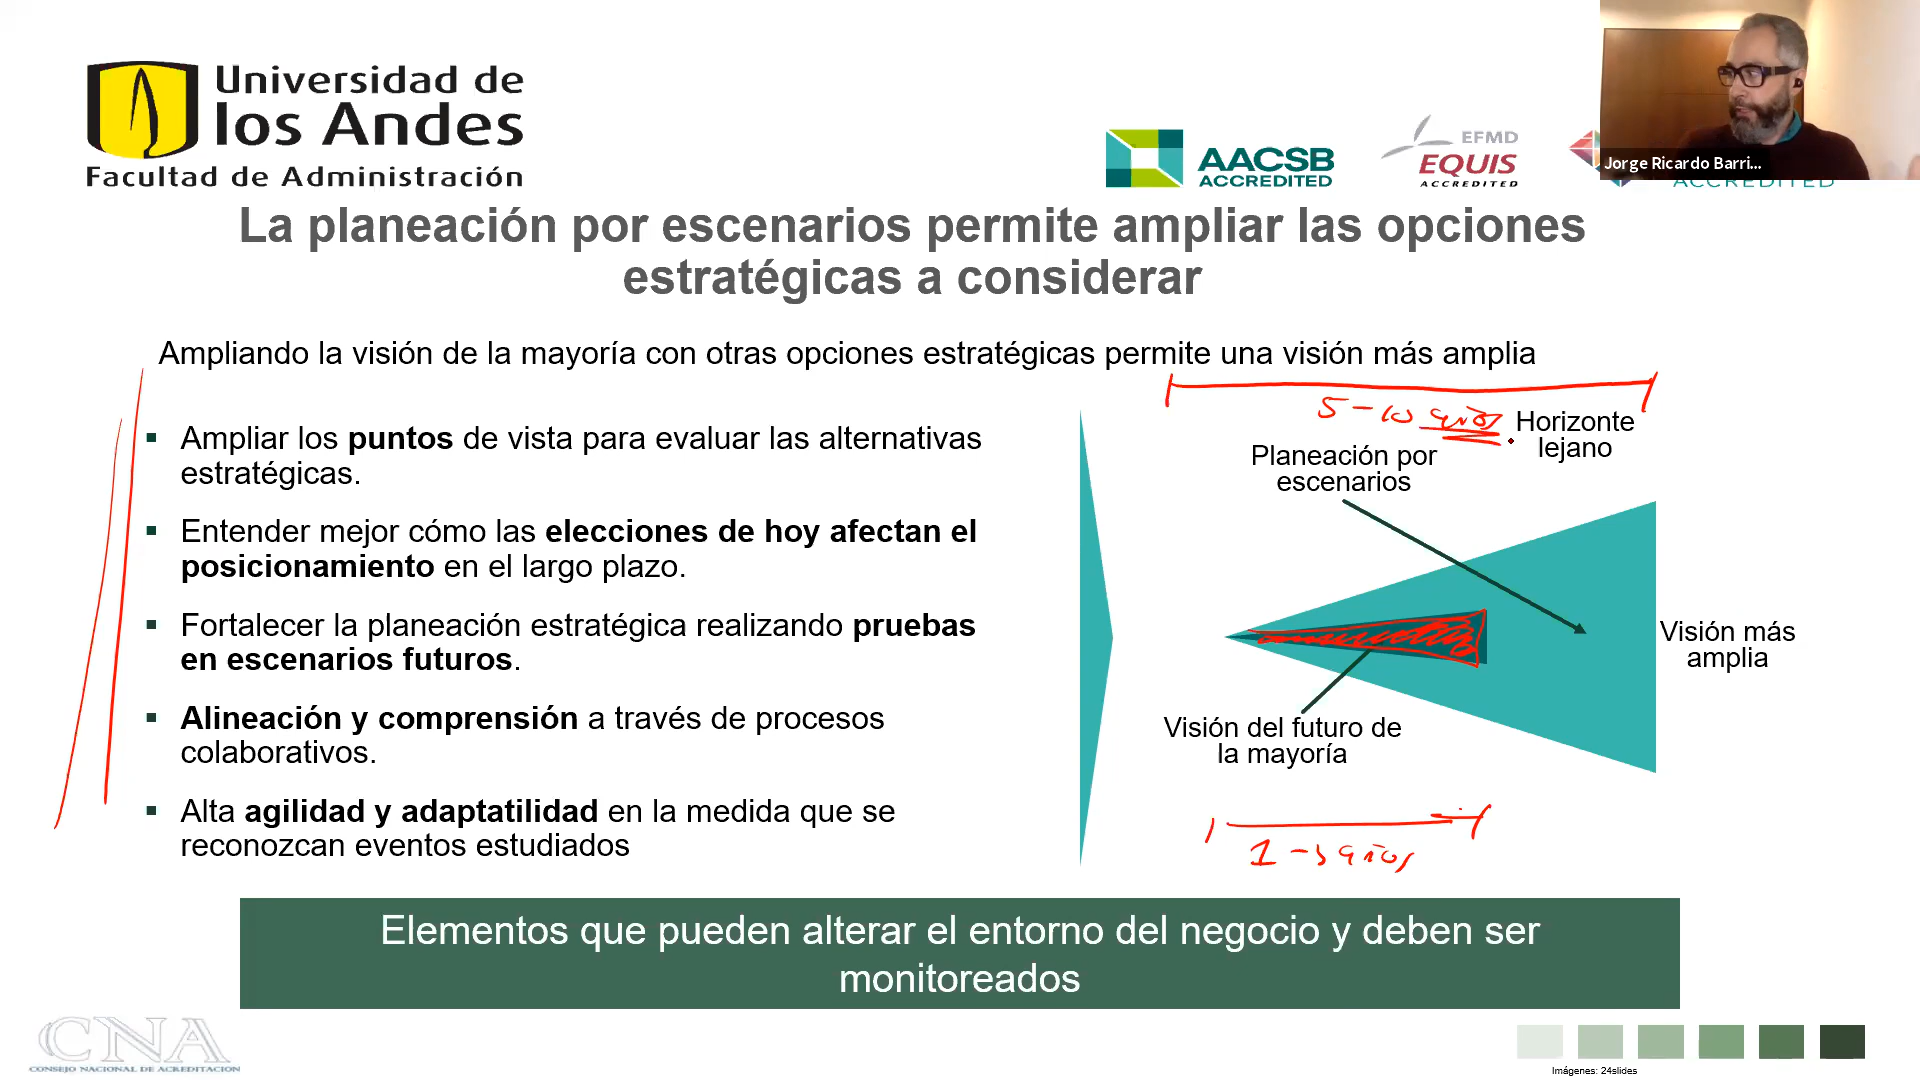 Universidad de
los Andes
Facultad de Administración
AACSB
ACCREDITED
EFMD
EQUIS
ACCREDITED
ACCREDITED
Jorge Ricardo Barri...
La planeación por escenarios permite ampliar las opciones
estratégicas a considerar
Ampliando la visión de la mayoría con otras opciones estratégicas permite una visión más amplia
▪ Ampliar los puntos de vista para evaluar las alternativas
estratégicas.
▪ Entender mejor cómo las elecciones de hoy afectan el
posicionamiento en el largo plazo.
▪ Fortalecer la planeación estratégica realizando pruebas
en escenarios futuros.
▪ Alineación y comprensión a través de procesos
colaborativos.
▪ Alta agilidad y adaptatilidad en la medida que se
reconozcan eventos estudiados
5-10 años
Horizonte
lejano
Planeación por
escenarios
Visión más
amplia
Visión del futuro de
la mayoría
1-3 años
Elementos que pueden alterar el entorno del negocio y deben ser
monitoreados
CNA
CONSEJO NACIONAL DE ACREDITACION
Imágenes: 24slides